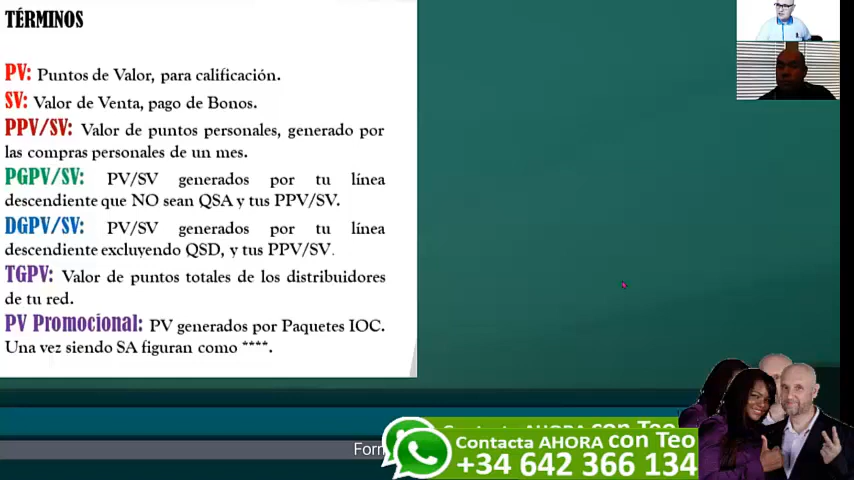 TÉRMINOS
PV: Puntos de Valor, para calificación.
SV: Valor de Venta, pago de Bonos.
PPV/SV: Valor de puntos personales, generado por
las compras personales de un mes.
PGPV/SV: PV/SV generados por tu línea
descendiente que NO sean QSA y tus PPV/SV.
DGPV/SV: PV/SV generados por tu línea
descendiente excluyendo QSD, y tus PPV/SV.
TGPV: Valor de puntos totales de los distribuidores
de tu red.
PV Promocional: PV generados por Paquetes IOC.
Una vez siendo SA figuran como ****.
Contacta AHORA con Teo
Contacta AHORA con Teo
+34 642 366 134